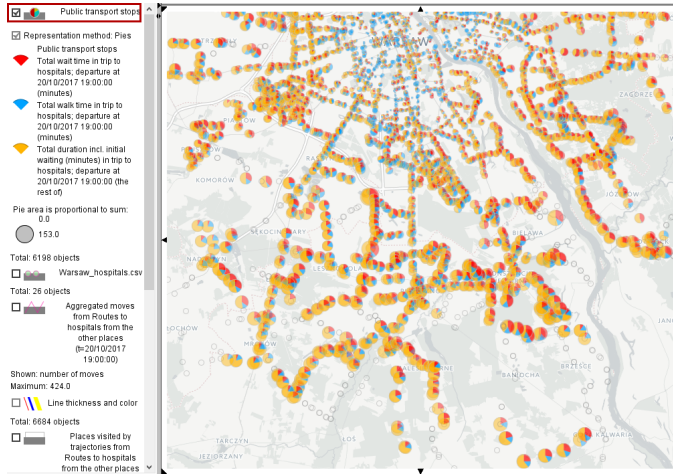 Public transport stops
Representation method: Pies
Public transport stops
Total wait time in trip to
hospitals; departure at
20/10/2017 19:00:00
(minutes)
Total walk time in trip to
hospitals; departure at
20/10/2017 19:00:00
(minutes)
Total duration incl. initial
waiting (minutes) in trip to
hospitals; departure at
20/10/2017 19:00:00 (the
rest of)
Pie area is proportional to sum:
0.0
153.0
Total: 6198 objects
Warsaw_hospitals.csv
Total: 26 objects
Aggregated moves
from Routes to
hospitals from the
other places
(t=20/10/2017
19:00:00)
Shown: number of moves
Maximum: 424.0
Line thickness and color
Total: 6684 objects
Places visited by
trajectories from
Routes to hospitals
from the other places
KOMORÓW
BIELAWA
BANIOCHA
BRZEŚCE
KALWARIA
TARCZYN
JEZIORZANY
ŁOS